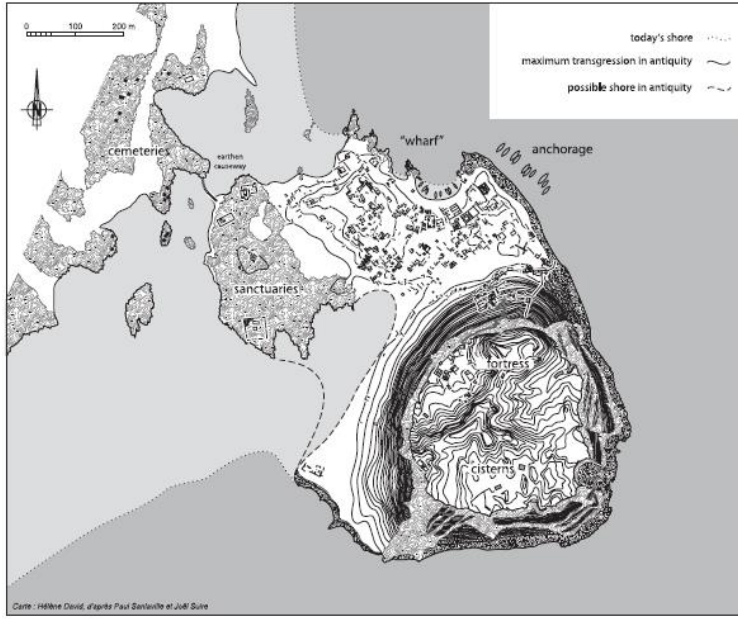 0 100 200 m
today's shore
maximum transgression in antiquity
possible shore in antiquity
N
"wharf"
anchorage
cemeteries
earthen
causeway
sanctuaries
fortress
cisterns
Carte : Hélène David, d'après Paul Sanlaville et Joël Suire